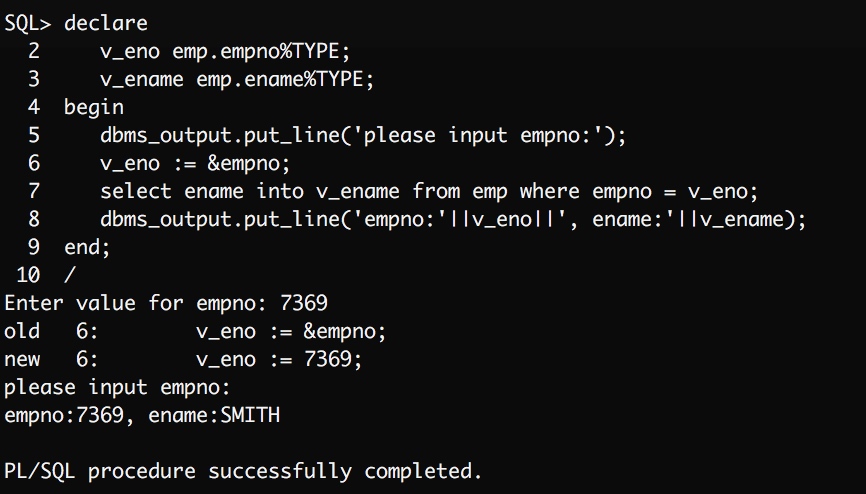 SQL> declare
  2     v_eno emp.empno%TYPE;
  3     v_ename emp.ename%TYPE;
  4  begin
  5     dbms_output.put_line('please input empno:');
  6     v_eno := &empno;
  7     select ename into v_ename from emp where empno = v_eno;
  8     dbms_output.put_line('empno:'||v_eno||', ename:'||v_ename);
  9  end;
 10  /
Enter value for empno: 7369
old   6:        v_eno := &empno;
new   6:        v_eno := 7369;
please input empno:
empno:7369, ename:SMITH

PL/SQL procedure successfully completed.